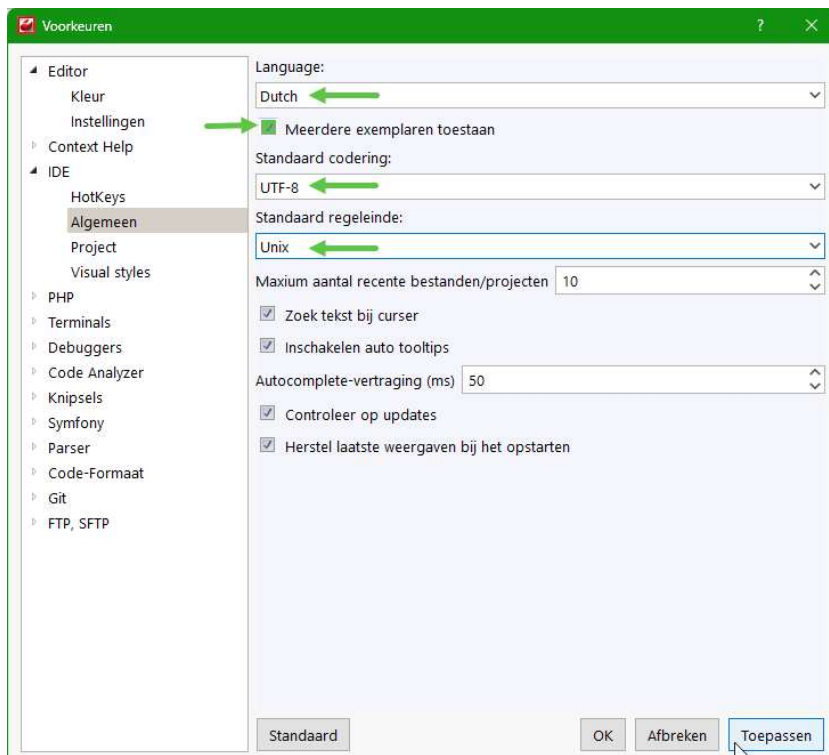 Voorkeuren
Editor
Kleur
Instellingen
Context Help
IDE
HotKeys
Algemeen
Project
Visual styles
PHP
Terminals
Debuggers
Code Analyzer
Knipsels
Symfony
Parser
Code-Formaat
Git
FTP, SFTP
Language:
Dutch
Meerdere exemplaren toestaan
Standaard codering:
UTF-8
Standaard regeleinde:
Unix
Maxium aantal recente bestanden/projecten 10
Zoek tekst bij curser
Inschakelen auto tooltips
Autocomplete-vertraging (ms) 50
Controleer op updates
Herstel laatste weergaven bij het opstarten
Standaard OK Afbreken Toepassen